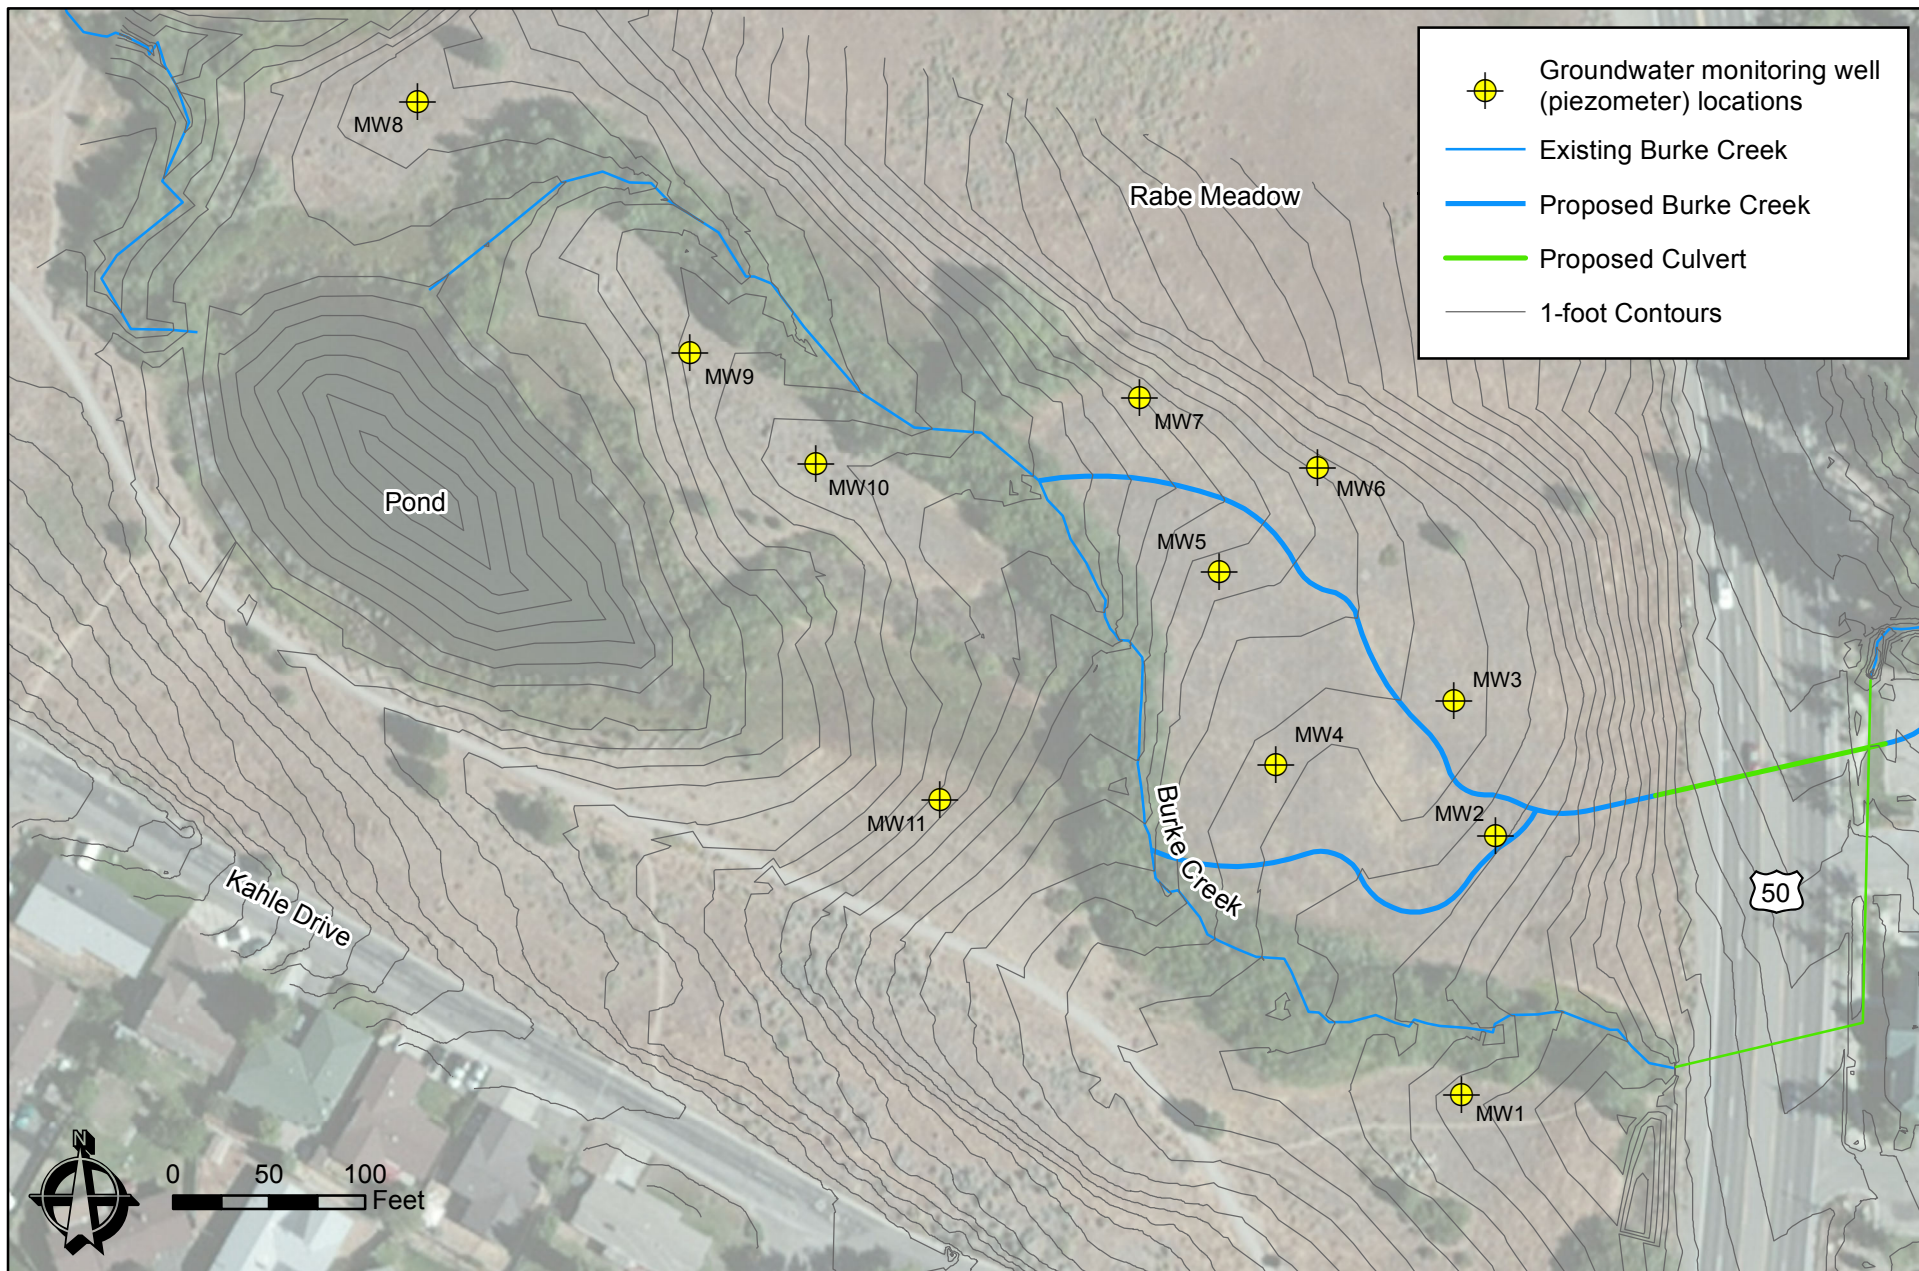 Groundwater monitoring well
(piezometer) locations
Existing Burke Creek
Proposed Burke Creek
Proposed Culvert
1-foot Contours
MW8
Rabe Meadow
MW9
MW7
MW10
MW6
Pond
MW5
MW3
MW4
MW2
MW11
Burke Creek
Kahle Drive
50
MW1
N
0 50 100
Feet